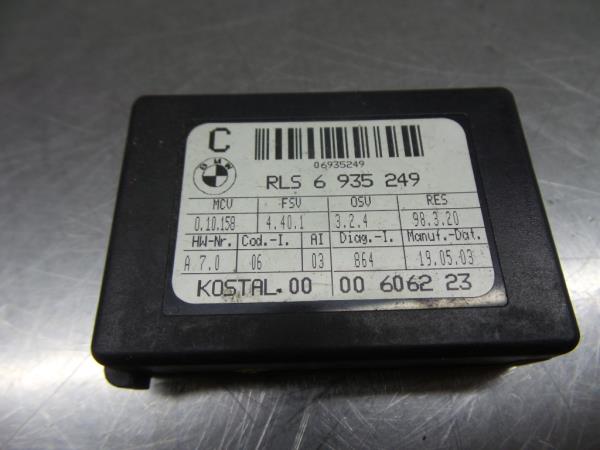 C
06935249
BMW
RLS 6 935 249
MCV FSV OSV RES
0.10.158 4.40.1 3.2.4 98.3.20
HW-Nr. Cod.-I. AI Diag.-I. Manuf.-Dat.
A 7.0 06 03 864 19.05.03
KOSTAL 00 00 606223